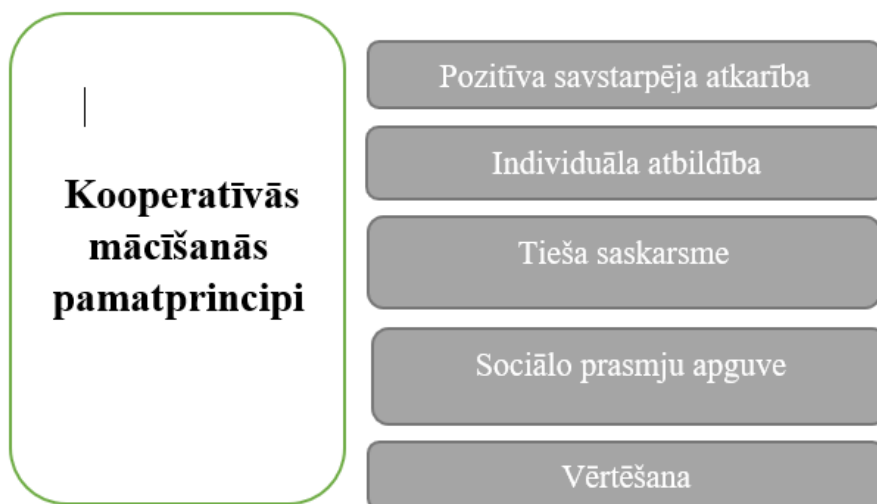 Kooperatīvās
mācīšanās
pamatprincipi
Pozitīva savstarpēja atkarība
Individuāla atbildība
Tieša saskarsme
Sociālo prasmju apguve
Vērtēšana